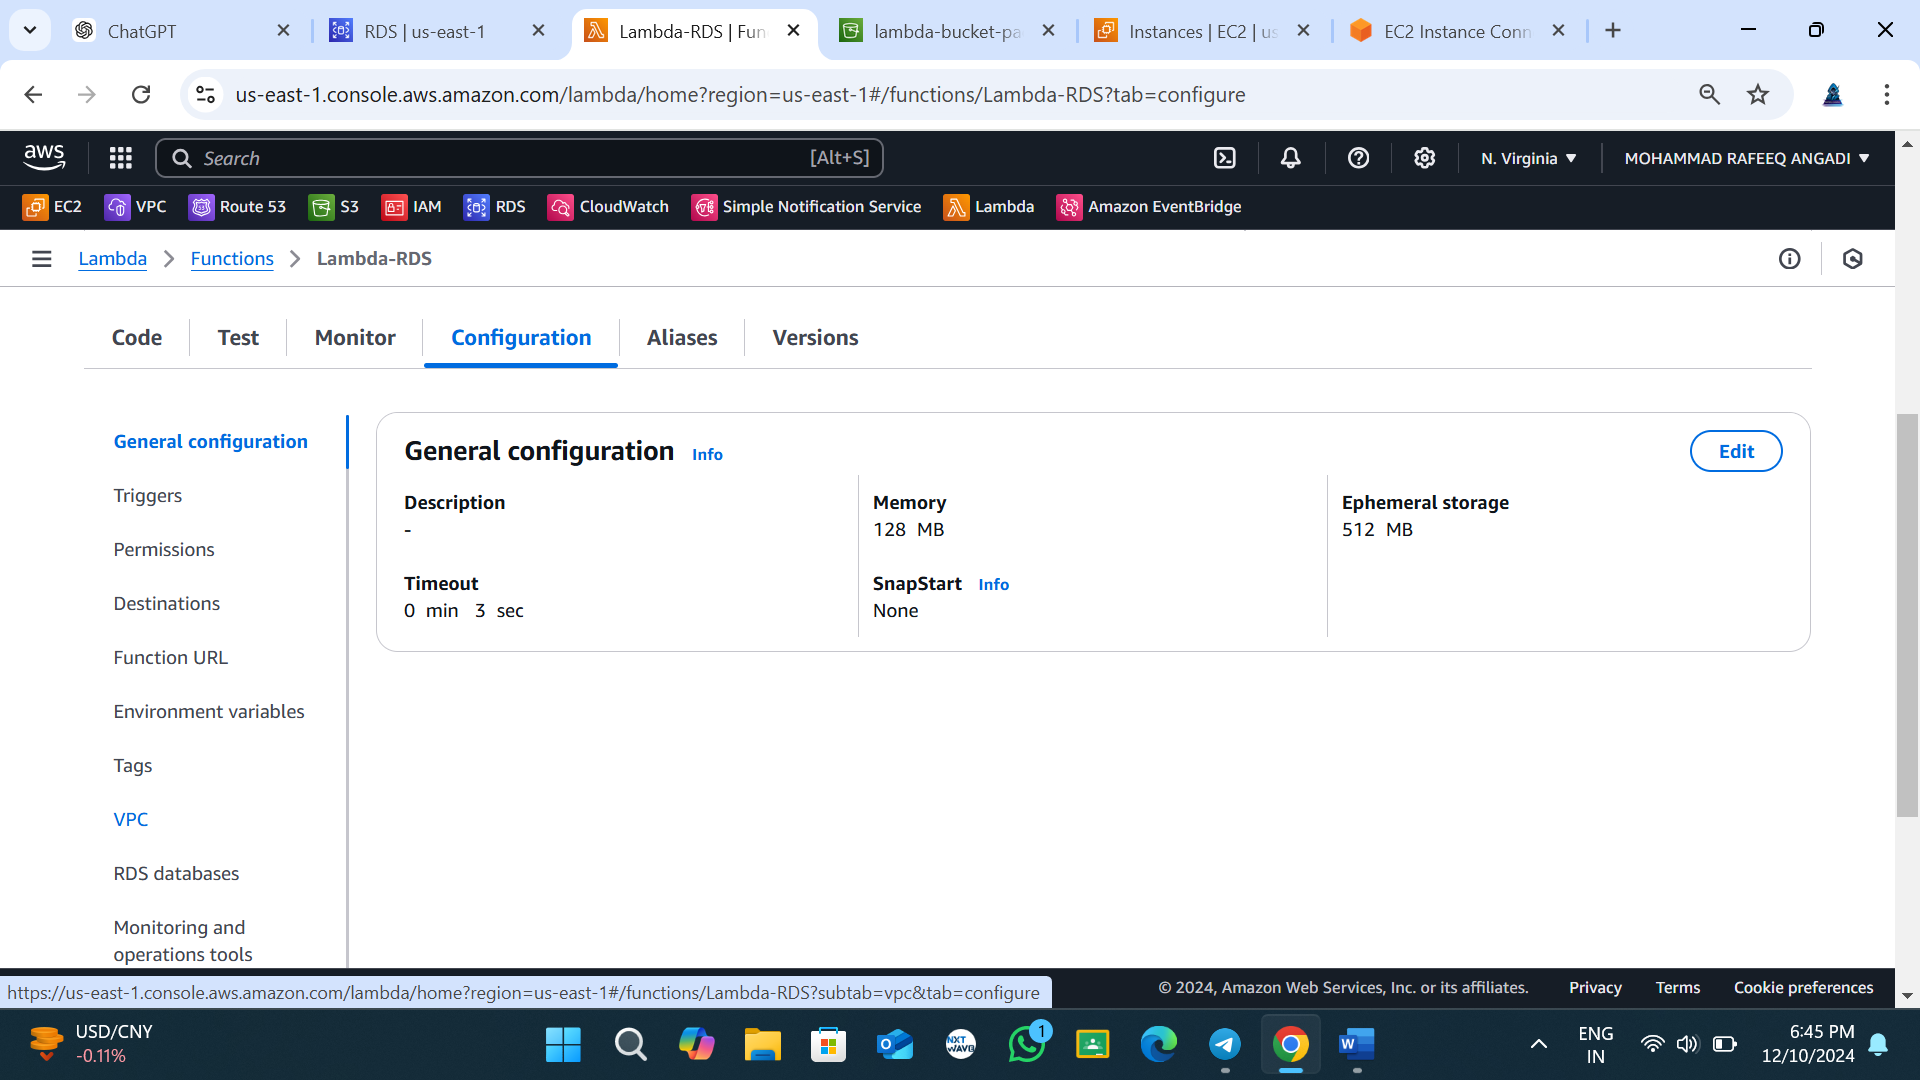 ChatGPT
RDS | us-east-1
Lambda-RDS | Fun
lambda-bucket-pa
Instances | EC2 | us
EC2 Instance Conn
us-east-1.console.aws.amazon.com/lambda/home?region=us-east-1#/functions/Lambda-RDS?tab=configure
aws
Search
[Alt+S]
N. Virginia
MOHAMMAD RAFEEQ ANGADI
EC2
VPC
Route 53
S3
IAM
RDS
CloudWatch
Simple Notification Service
Lambda
Amazon EventBridge
Lambda
Functions
Lambda-RDS
Code
Test
Monitor
Configuration
Aliases
Versions
General configuration
Triggers
Permissions
Destinations
Function URL
Environment variables
Tags
VPC
RDS databases
Monitoring and
operations tools
General configuration Info
Edit
Description
-
Memory
128 MB
Ephemeral storage
512 MB
Timeout
0 min 3 sec
SnapStart Info
None
https://us-east-1.console.aws.amazon.com/lambda/home?region=us-east-1#/functions/Lambda-RDS?subtab=vpc&tab=configure
© 2024, Amazon Web Services, Inc. or its affiliates.
Privacy
Terms
Cookie preferences
USD/CNY
-0.11%
NXT
WAVE
1
ENG
IN
6:45 PM
12/10/2024